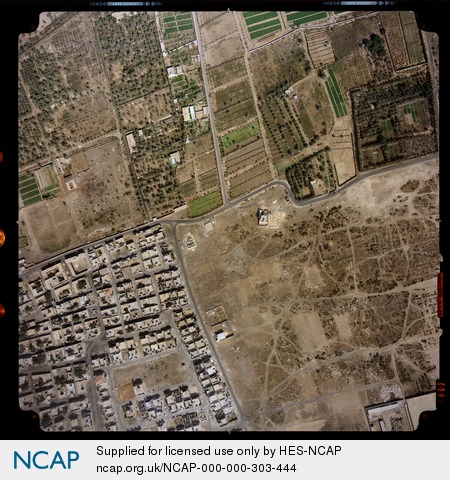 NCAP
Supplied for licensed use only by HES-NCAP
ncap.org.uk/NCAP-000-000-303-444